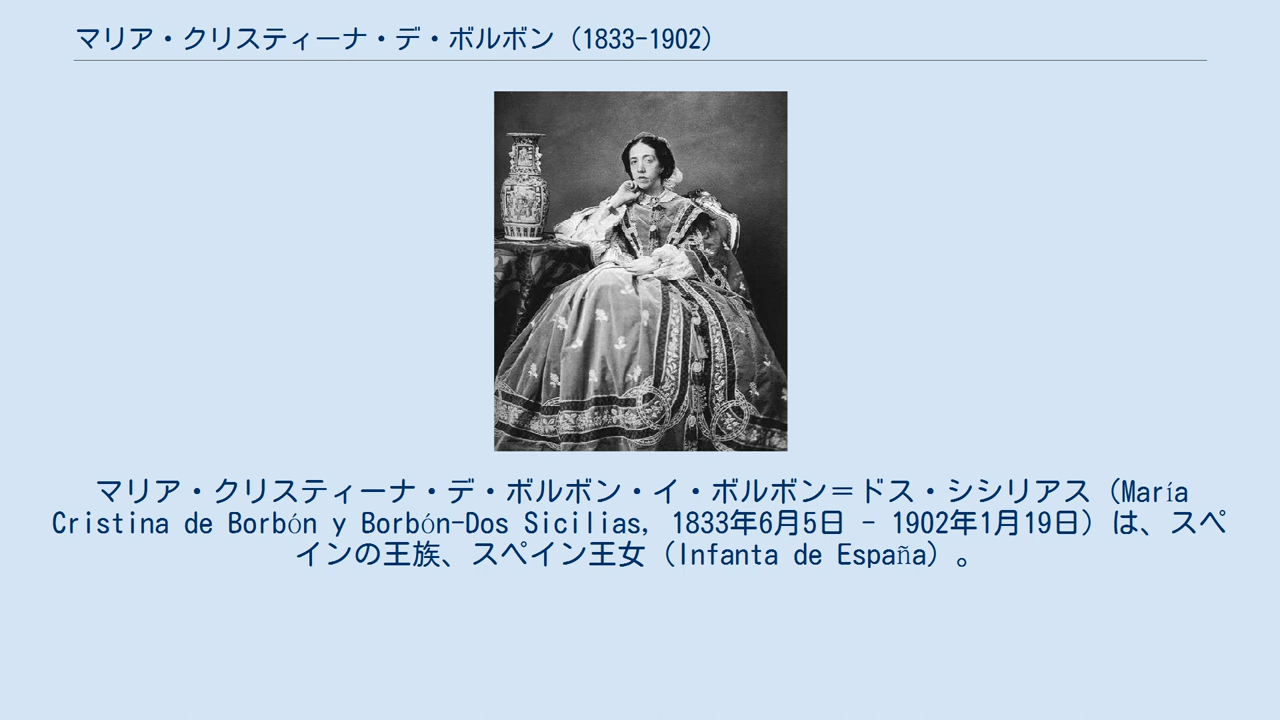 マリア・クリスティーナ・デ・ボルボン（1833-1902）
マリア・クリスティーナ・デ・ボルボン・イ・ボルボン＝ドス・シシリアス（María
Cristina de Borbón y Borbón-Dos Sicilias, 1833年6月5日 - 1902年1月19日）は、スペ
インの王族、スペイン王女（Infanta de España）。